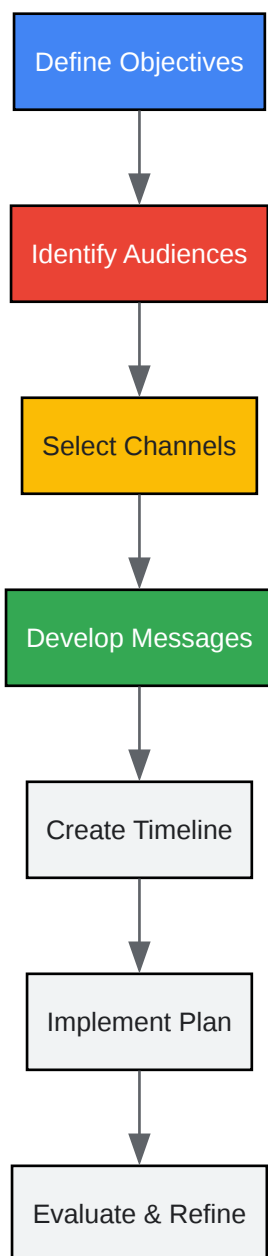 Define Objectives
Identify Audiences
Select Channels
Develop Messages
Create Timeline
Implement Plan
Evaluate & Refine